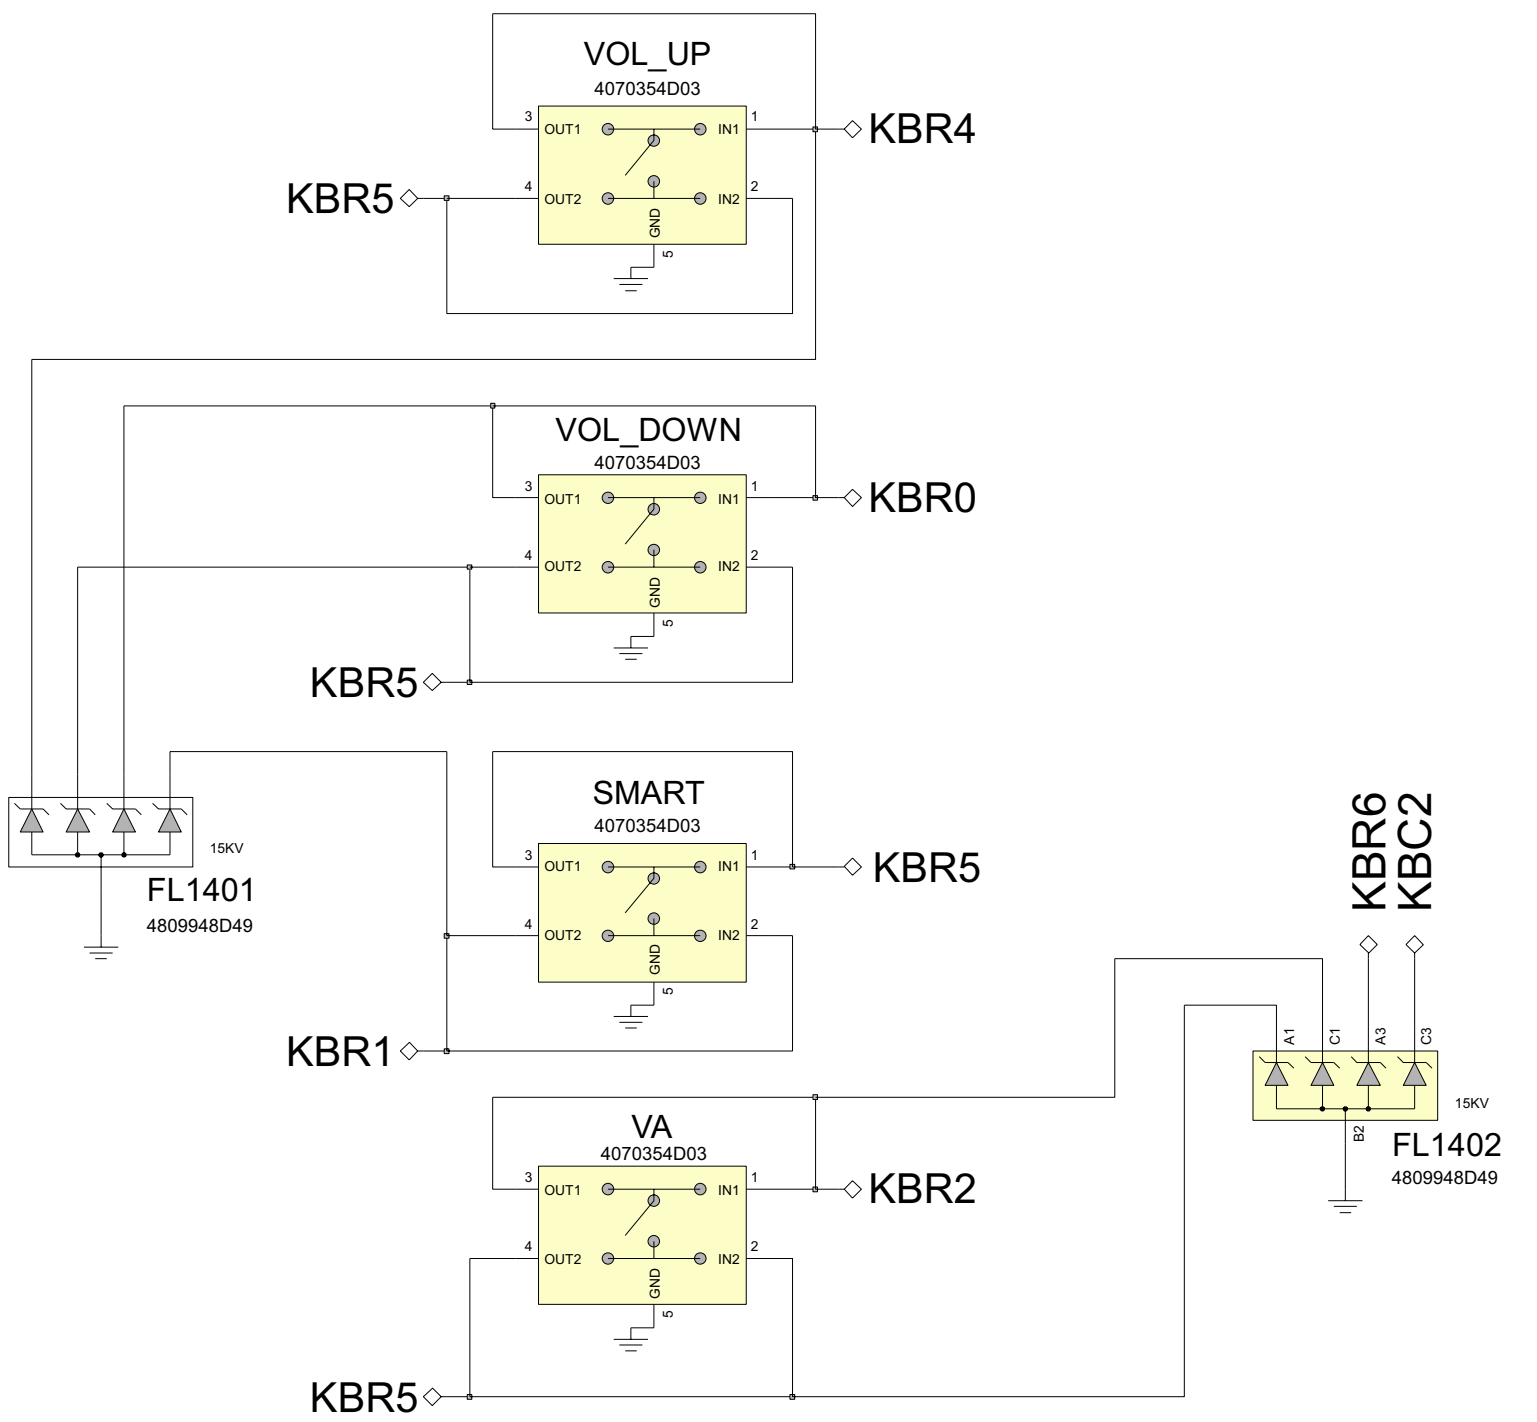 VOL_UP
4070354D03
3 OUT1 IN1 1
KBR4
KBR5
4 OUT2 IN2 2
GND
5
VOL_DOWN
4070354D03
3 OUT1 IN1 1
KBR0
4 OUT2 IN2 2
GND
5
KBR5
SMART
4070354D03
3 OUT1 IN1 1
KBR5
4 OUT2 IN2 2
GND
5
KBR1
15KV
FL1401
4809948D49
KBR6
KBC2
A1
C1
A3
C3
15KV
B2
FL1402
4809948D49
VA
4070354D03
3 OUT1 IN1 1
KBR2
4 OUT2 IN2 2
GND
5
KBR5